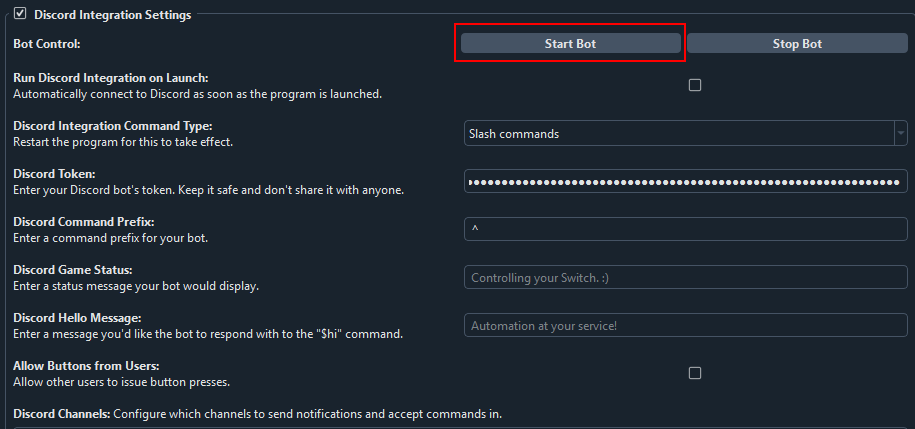 Discord Integration Settings
Bot Control:
Start Bot
Stop Bot
Run Discord Integration on Launch:
Automatically connect to Discord as soon as the program is launched.
Discord Integration Command Type:
Restart the program for this to take effect.
Slash commands
Discord Token:
Enter your Discord bot's token. Keep it safe and don't share it with anyone.
Discord Command Prefix:
Enter a command prefix for your bot.
^
Discord Game Status:
Enter a status message your bot would display.
Controlling your Switch. :)
Discord Hello Message:
Enter a message you'd like the bot to respond with to the "$hi" command.
Automation at your service!
Allow Buttons from Users:
Allow other users to issue button presses.
Discord Channels: Configure which channels to send notifications and accept commands in.